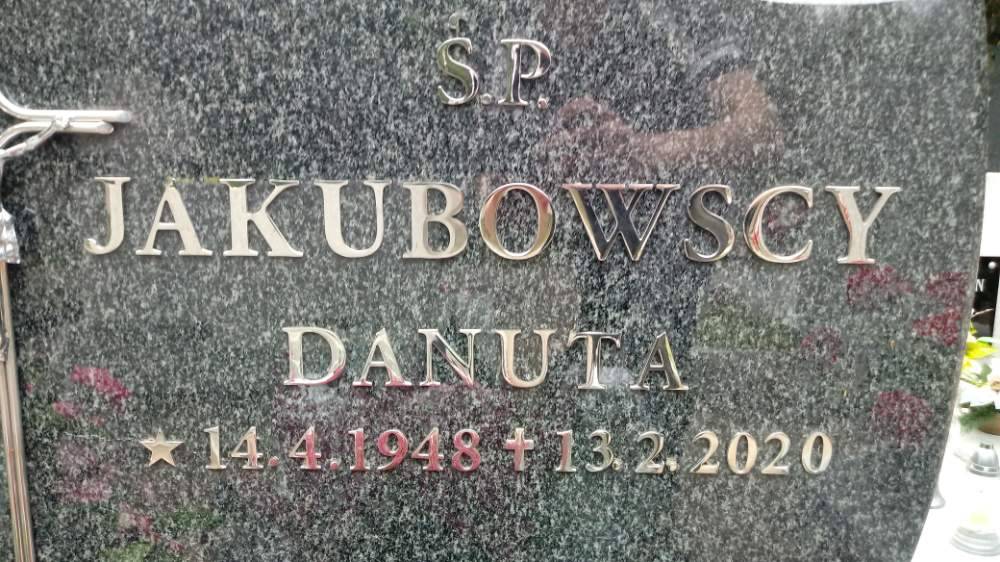 Ś.P.
JAKUBOWSCY
DANUTA
★ 14.4.1948 ✝ 13.2.2020